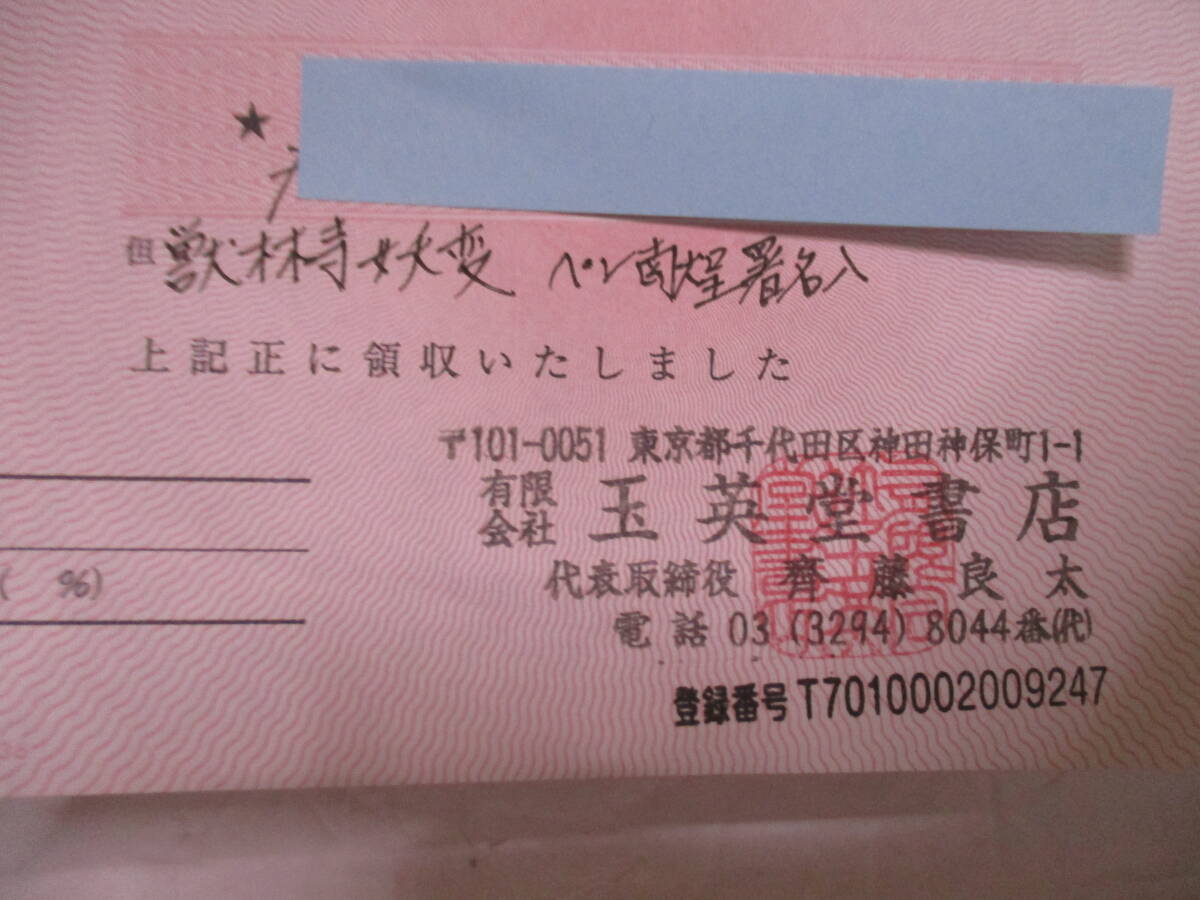 ★
但 獣林寺妖変 ペン献呈署名入
上記正に領収いたしました
〒101-0051 東京都千代田区神田神保町1-1
有限会社 玉英堂書店
代表取締役 齊藤良太
電話 03 (3294) 8044番(代)
登録番号 T7010002009247
( %)